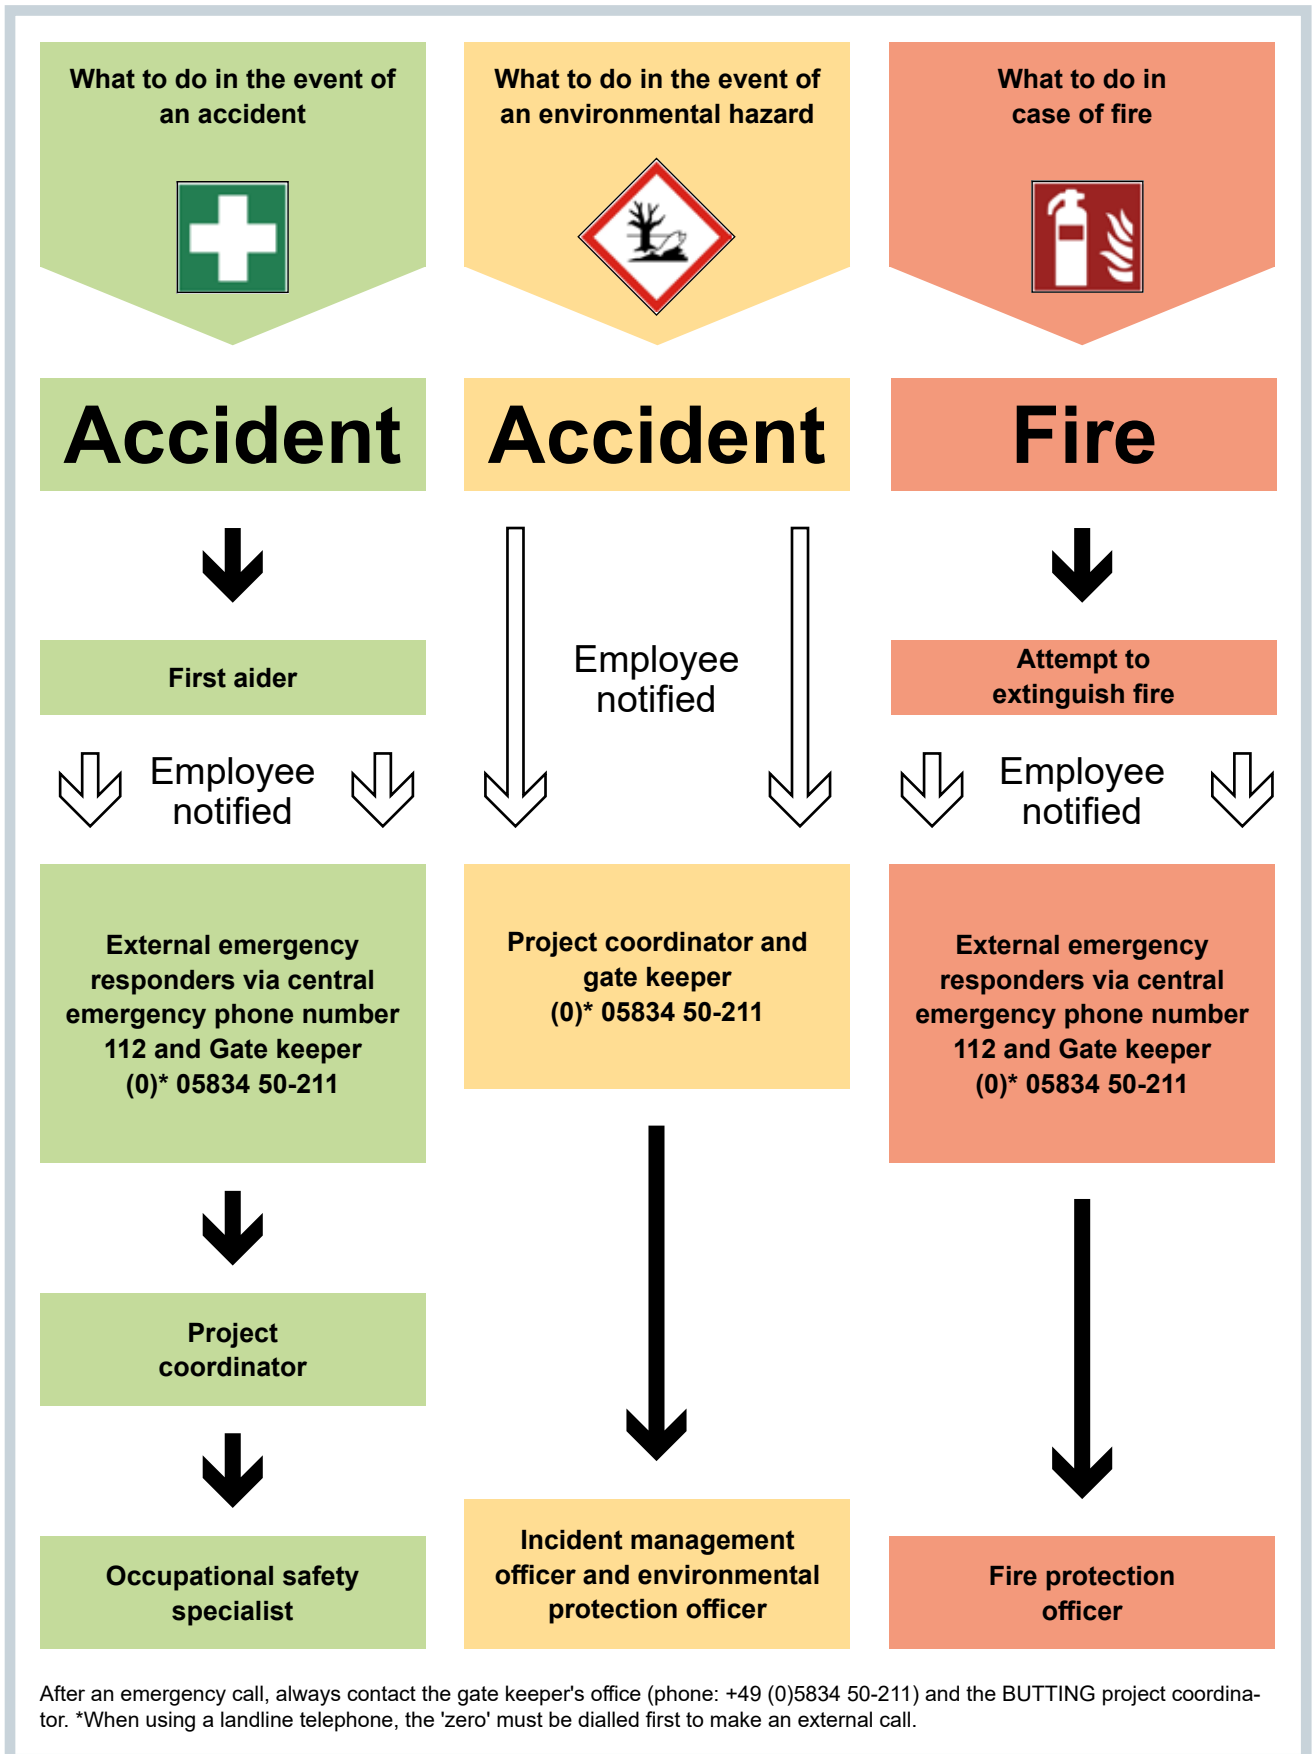 What to do in the event of
an accident
What to do in the event of
an environmental hazard
What to do in
case of fire
Accident
Accident
Fire
First aider
Employee
notified
Attempt to
extinguish fire
Employee
notified
Employee
notified
External emergency
responders via central
emergency phone number
112 and Gate keeper
(0)* 05834 50-211
Project coordinator and
gate keeper
(0)* 05834 50-211
External emergency
responders via central
emergency phone number
112 and Gate keeper
(0)* 05834 50-211
Project
coordinator
Occupational safety
specialist
Incident management
officer and environmental
protection officer
Fire protection
officer
After an emergency call, always contact the gate keeper's office (phone: +49 (0)5834 50-211) and the BUTTING project coordina-
tor. *When using a landline telephone, the 'zero' must be dialled first to make an external call.